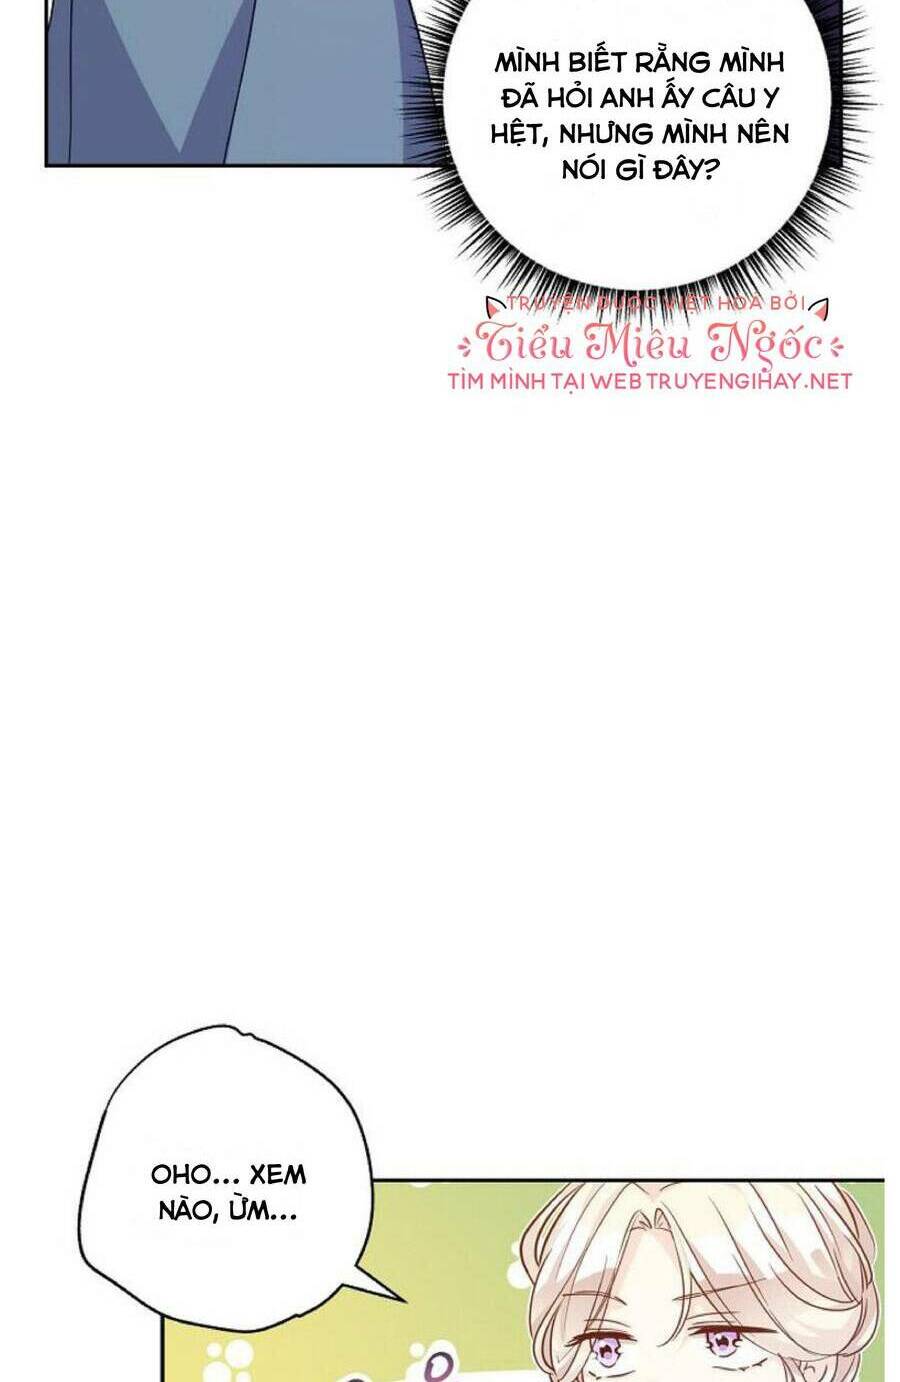 MÌNH BIẾT RẰNG MÌNH
ĐÃ HỎI ANH ẤY CÂU Y
HỆT, NHƯNG MÌNH NÊN
NÓI GÌ ĐÂY?
TRUYỆN ĐƯỢC VIỆT HOÁ BỞI
Tiểu Miêu Ngốc
TÌM MÌNH TẠI WEB TRUYENGIHAY.NET
OHO... XEM
NÀO, ỪM...